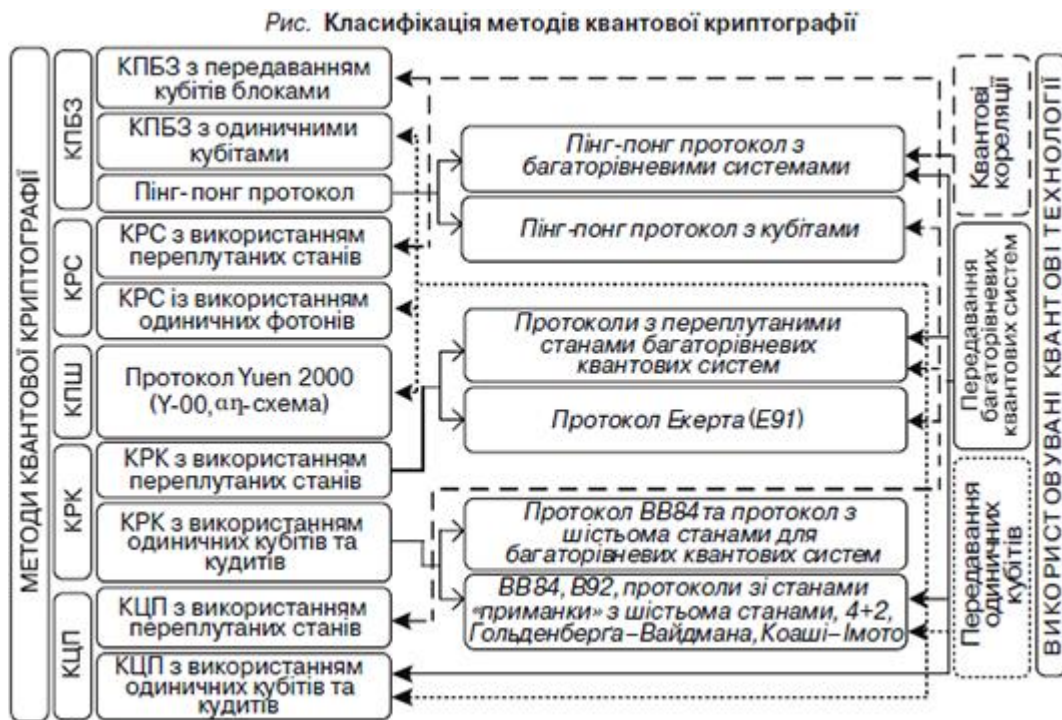 Рис. Класифікація методів квантової криптографії
МЕТОДИ КВАНТОВОЇ КРИПТОГРАФІЇ
КПБЗ
КПБЗ з передаванням
кубітів блоками
КПБЗ з одиничними
кубітами
Пінг-понг протокол
КРС
КРС з використанням
переплутаних станів
КРС із використанням
одиничних фотонів
КПШ
Протокол Yuen 2000
(Y-00, αη-схема)
КРК
КРК з використанням
переплутаних станів
КРК з використанням
одиничних кубітів та
кудитів
КЦП
КЦП з використанням
переплутаних станів
КЦП з використанням
одиничних кубітів та
кудитів
Пінг-понг протокол з
багаторівневими системами
Пінг-понг протокол з кубітами
Протоколи з переплутаними
станами багаторівневих
квантових систем
Протокол Екерта (E91)
Протокол BB84 та протокол з
шістьома станами для
багаторівневих квантових систем
BB84, B92, протоколи зі станами
«приманки» з шістьома станами, 4+2,
Гольденберга–Вайдмана, Коаші–Імото
Квантові
кореляції
Передавання
багаторівневих
квантових систем
Передавання
одиничних
кубітів
ВИКОРИСТОВУВАНІ КВАНТОВІ ТЕХНОЛОГІЇ